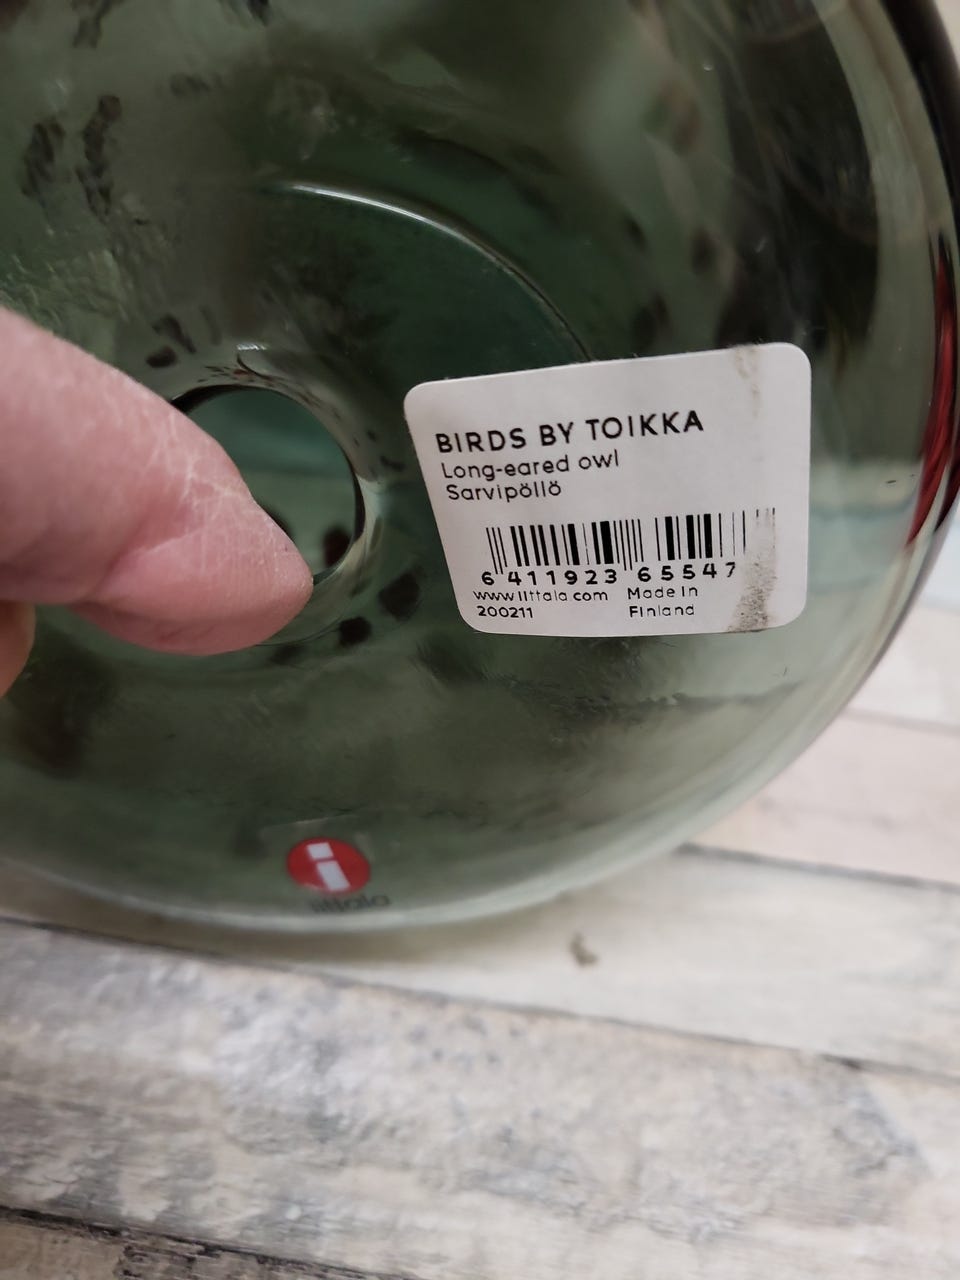 BIRDS BY TOIKKA
Long-eared owl
Sarvipöllö
6 411923 65547
www.iittala.com Made in
200211 Finland
i
iittala